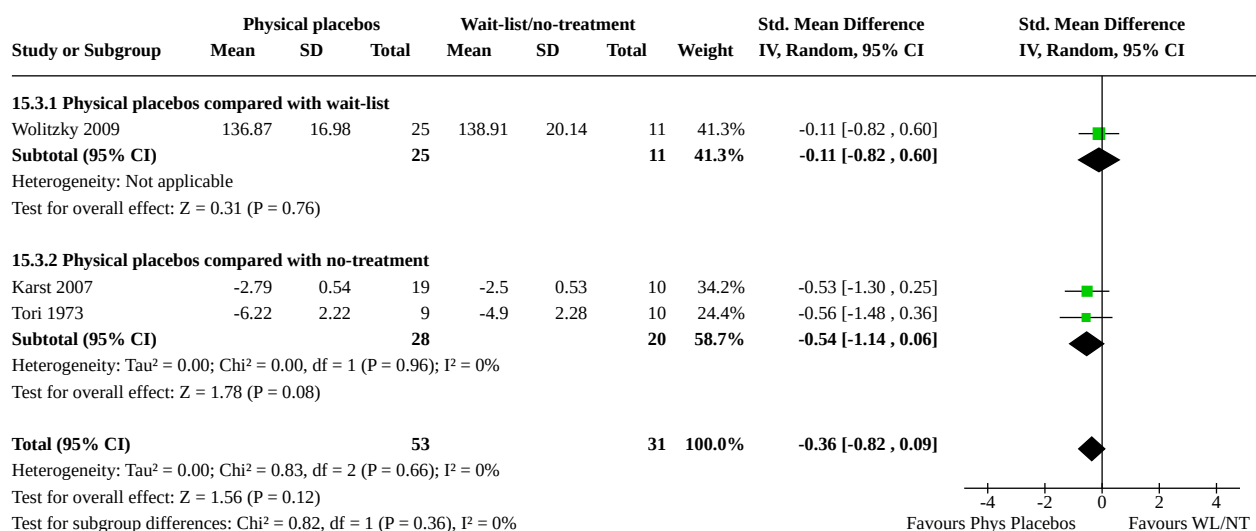 Physical placebos Wait-list/no-treatment Std. Mean Difference Std. Mean Difference
Study or Subgroup Mean SD Total Mean SD Total Weight IV, Random, 95% CI IV, Random, 95% CI
15.3.1 Physical placebos compared with wait-list
Wolitzky 2009 136.87 16.98 25 138.91 20.14 11 41.3% -0.11 [-0.82 , 0.60]
Subtotal (95% CI) 25 11 41.3% -0.11 [-0.82 , 0.60]
Heterogeneity: Not applicable
Test for overall effect: Z = 0.31 (P = 0.76)
15.3.2 Physical placebos compared with no-treatment
Karst 2007 -2.79 0.54 19 -2.5 0.53 10 34.2% -0.53 [-1.30 , 0.25]
Tori 1973 -6.22 2.22 9 -4.9 2.28 10 24.4% -0.56 [-1.48 , 0.36]
Subtotal (95% CI) 28 20 58.7% -0.54 [-1.14 , 0.06]
Heterogeneity: Tau² = 0.00; Chi² = 0.00, df = 1 (P = 0.96); I² = 0%
Test for overall effect: Z = 1.78 (P = 0.08)
Total (95% CI) 53 31 100.0% -0.36 [-0.82 , 0.09]
Heterogeneity: Tau² = 0.00; Chi² = 0.83, df = 2 (P = 0.66); I² = 0%
Test for overall effect: Z = 1.56 (P = 0.12)
-4 -2 0 2 4
Test for subgroup differences: Chi² = 0.82, df = 1 (P = 0.36), I² = 0% Favours Phys Placebo Favours WL/NT